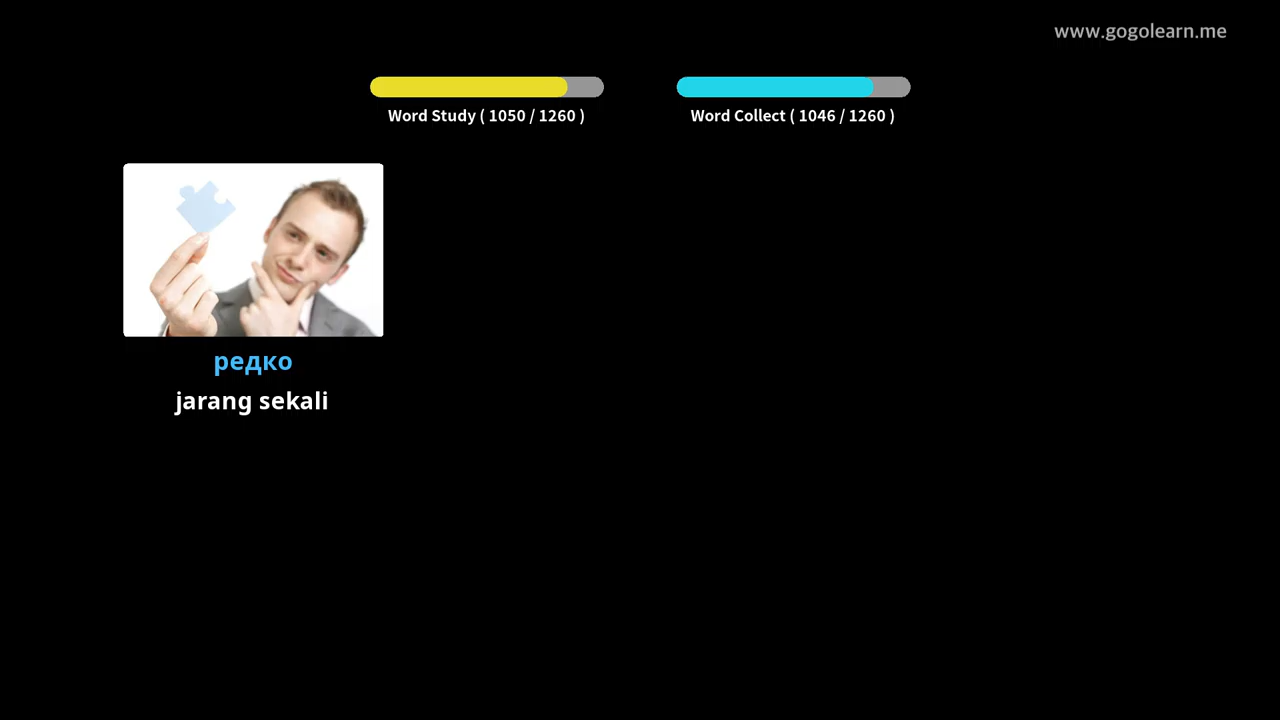 www.gogolearn.me
Word Study ( 1050 / 1260 )
Word Collect ( 1046 / 1260 )
редко
jarang sekali